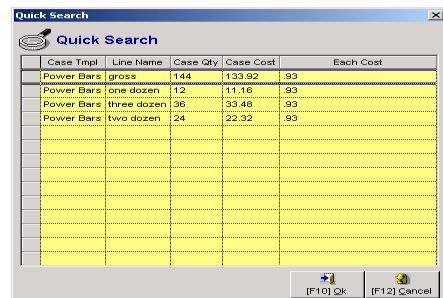 Quick Search
Quick Search
Case Tmpl Line Name Case Qty Case Cost Each Cost
Power Bars gross 144 133.92 .93
Power Bars one dozen 12 11.16 .93
Power Bars three dozen 36 33.48 .93
Power Bars two dozen 24 22.32 .93
[F10] Ok [F12] Cancel